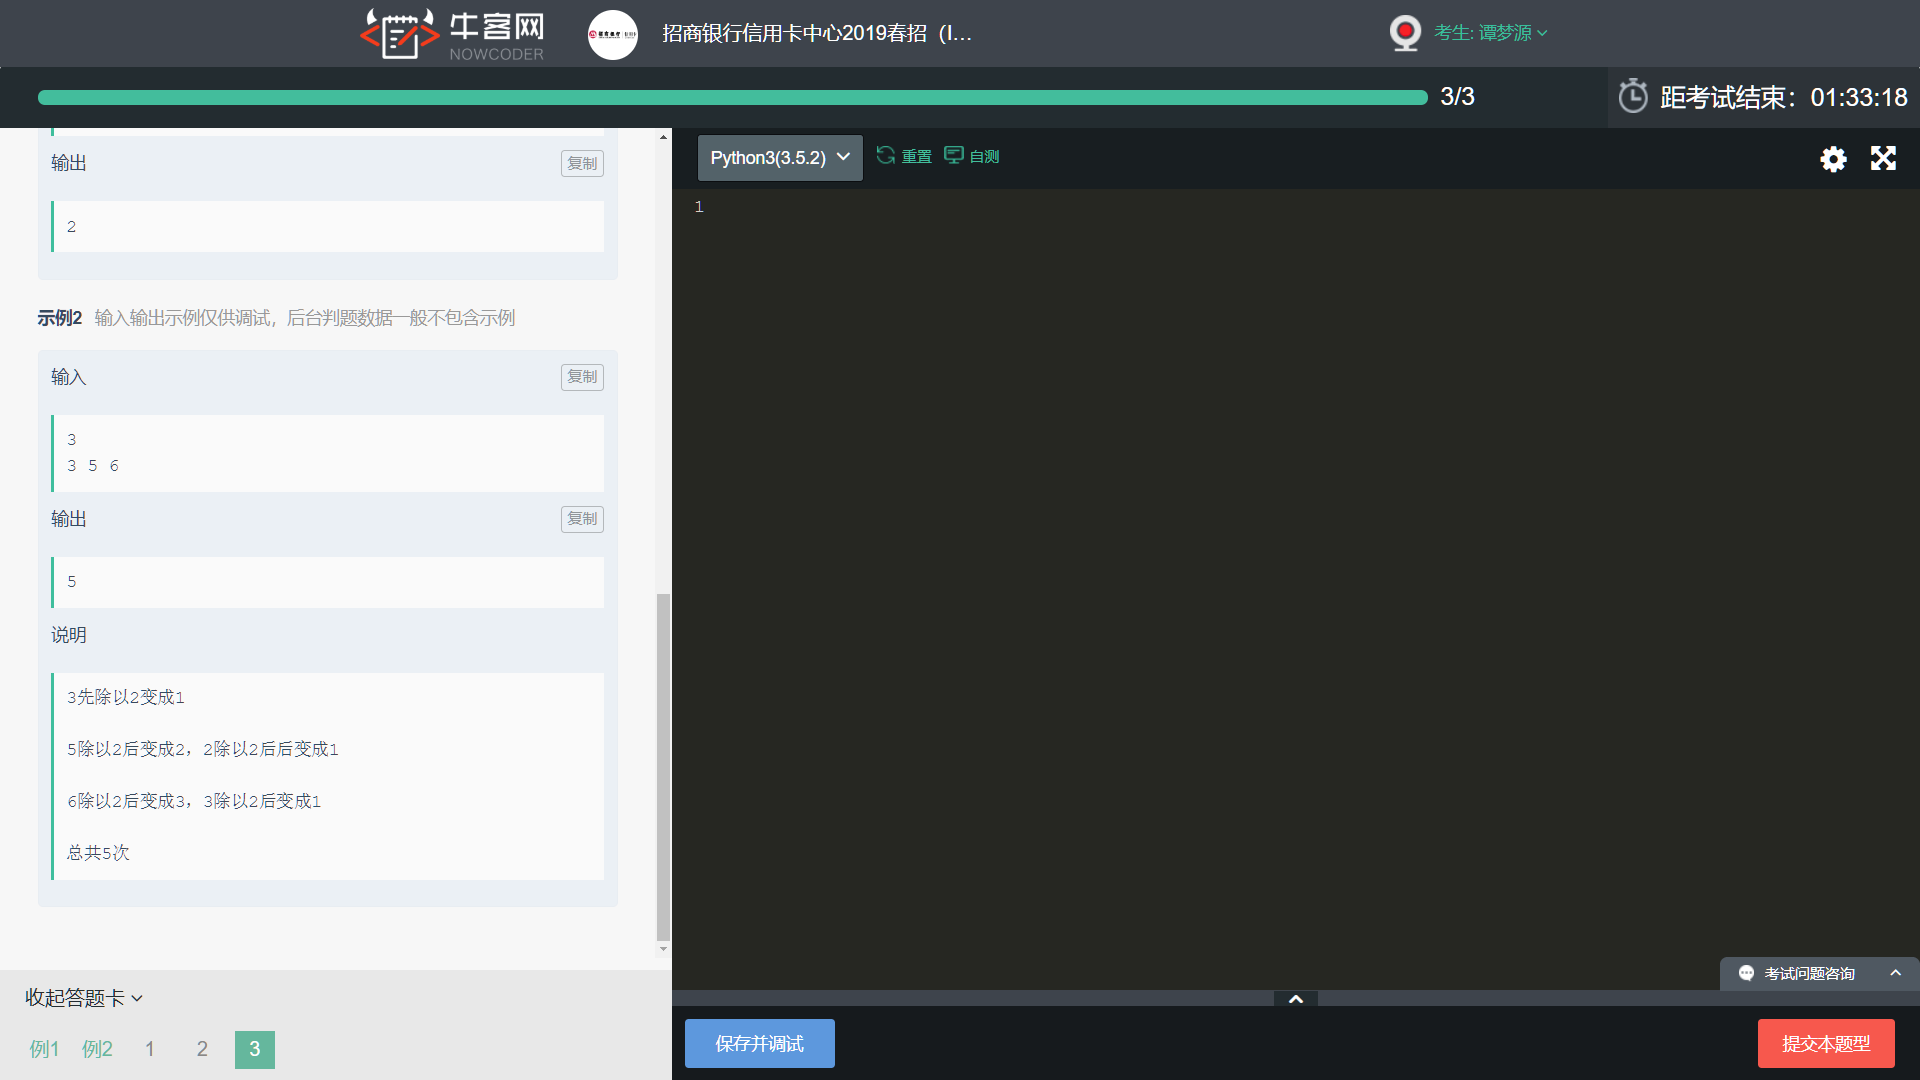 牛客网
NOWCODER
招商银行信用卡中心2019春招（I...
考生: 谭梦源
3/3
距考试结束：01:33:18
输出
复制
2
示例2 输入输出示例仅供调试，后台判题数据一般不包含示例
输入
复制
3
3 5 6
输出
复制
5
说明
3先除以2变成1
5除以2后变成2，2除以2后后变成1
6除以2后变成3，3除以2后变成1
总共5次
收起答题卡
例1 例2 1 2 3
Python3(3.5.2)
重置
自测
1
考试问题咨询
保存并调试
提交本题型